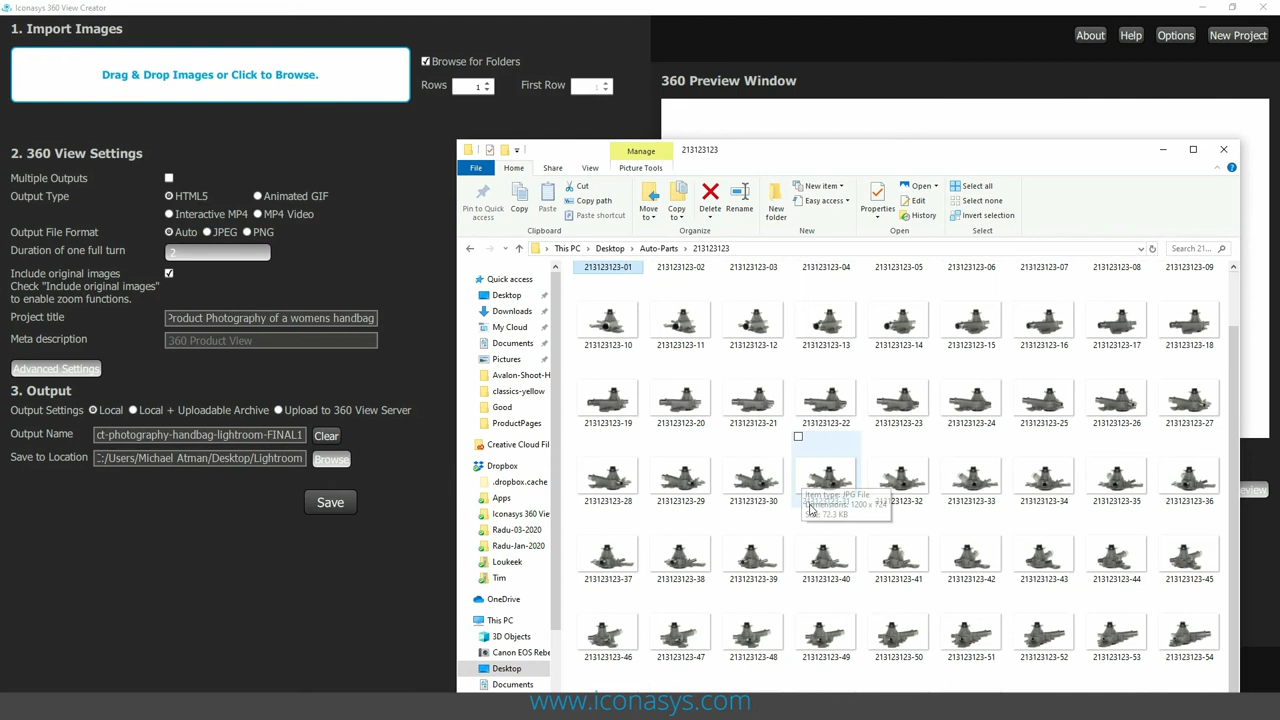 Iconasys 360 View Creator
1. Import Images
Drag & Drop Images or Click to Browse.
Browse for Folders
Rows 1 First Row 1
About Help Options New Project
360 Preview Window
2. 360 View Settings
Multiple Outputs
Output Type HTML5 Animated GIF
Interactive MP4 MP4 Video
Output File Format Auto JPEG PNG
Duration of one full turn 2
Include original images
Check "Include original images"
to enable zoom functions.
Project title Product Photography of a womens handbag
Meta description 360 Product View
Advanced Settings
3. Output
Output Settings Local Local + Uploadable Archive Upload to 360 View Server
Output Name ct-photography-handbag-lightroom-FINAL1 Clear
Save to Location C:/Users/Michael Atman/Desktop/Lightroom Browse
Save
Manage 213123123
File Home Share View Picture Tools
Pin to Quick access
Copy
Paste
Cut
Copy path
Paste shortcut
Clipboard
Move to
Copy to
Delete
Rename
Organize
New folder
New item
Easy access
New
Properties
Open
Edit
History
Open
Select all
Select none
Invert selection
Select
This PC > Desktop > Auto-Parts > 213123123
Search 21...
Quick access
Desktop
Downloads
My Cloud
Documents
Pictures
Avalon-Shoot-H
classics-yellow
Good
ProductPages
Creative Cloud Fil
Dropbox
.dropbox.cache
Apps
Iconasys 360 Vie
Radu-03-2020
Radu-Jan-2020
Loukeek
Tim
OneDrive
This PC
3D Objects
Canon EOS Rebe
Desktop
Documents
213123123-01 213123123-02 213123123-03 213123123-04 213123123-05 213123123-06 213123123-07 213123123-08 213123123-09
213123123-10 213123123-11 213123123-12 213123123-13 213123123-14 213123123-15 213123123-16 213123123-17 213123123-18
213123123-19 213123123-20 213123123-21 213123123-22 213123123-23 213123123-24 213123123-25 213123123-26 213123123-27
213123123-28 213123123-29 213123123-30 213123123-33 213123123-34 213123123-35 213123123-36
Item type: JPG File
Dimensions: 1200 x 724
Size: 72.3 KB
213123123-37 213123123-38 213123123-39 213123123-40 213123123-41 213123123-42 213123123-43 213123123-44 213123123-45
213123123-46 213123123-47 213123123-48 213123123-49 213123123-50 213123123-51 213123123-52 213123123-53 213123123-54
www.iconasys.com